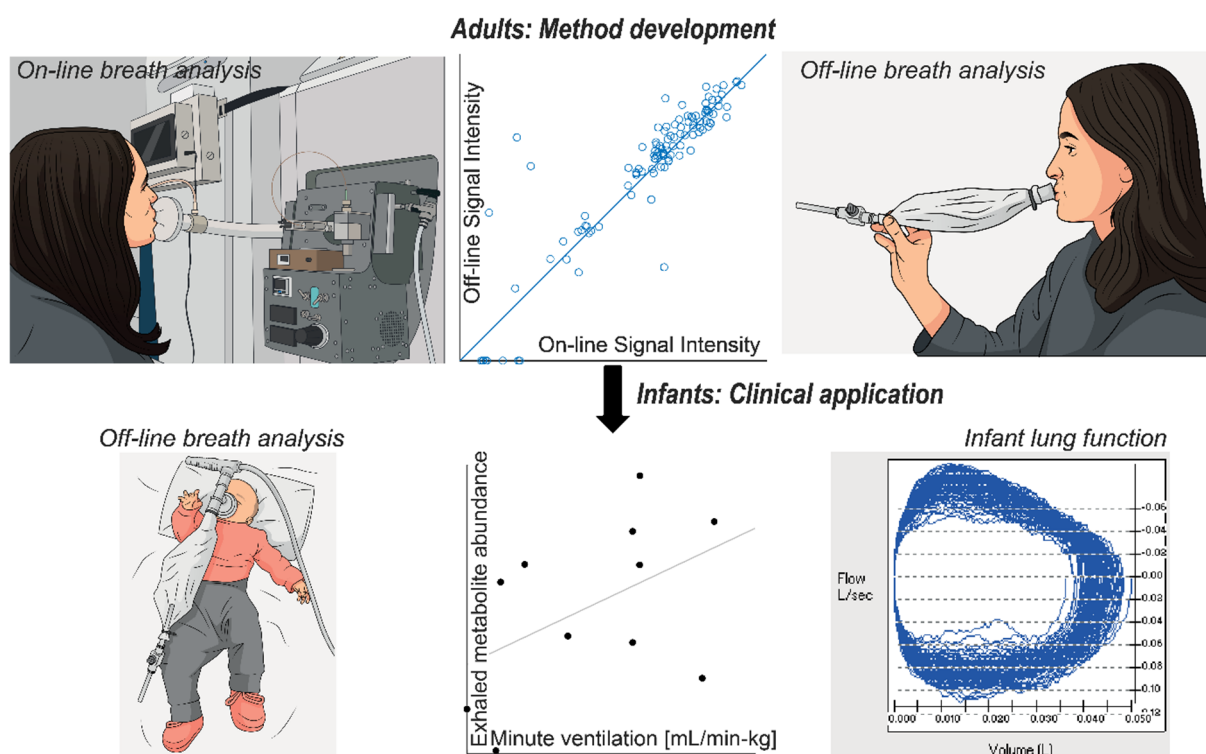 Adults: Method development
On-line breath analysis
Off-line Signal Intensity
On-line Signal Intensity
Off-line breath analysis
Infants: Clinical application
Off-line breath analysis
Exhaled metabolite abundance
Minute ventilation [mL/min-kg]
Infant lung function
Flow
L/sec
-0.06
-0.04
-0.02
0.00
0.02
0.04
0.06
0.08
0.10
0.12
0.000 0.010 0.020 0.030 0.040 0.050
Volume [L]